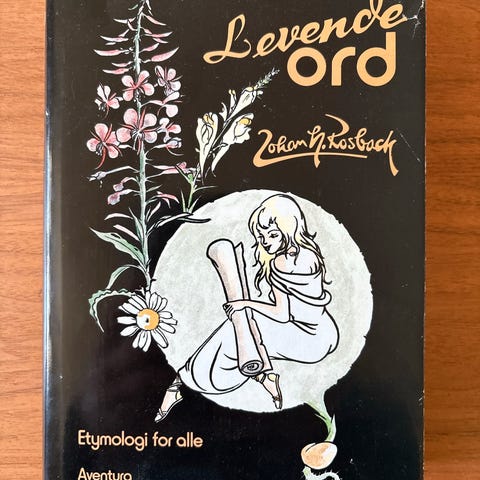 Levende
ord
Johan H. Rosbach
Etymologi for alle
Aventura